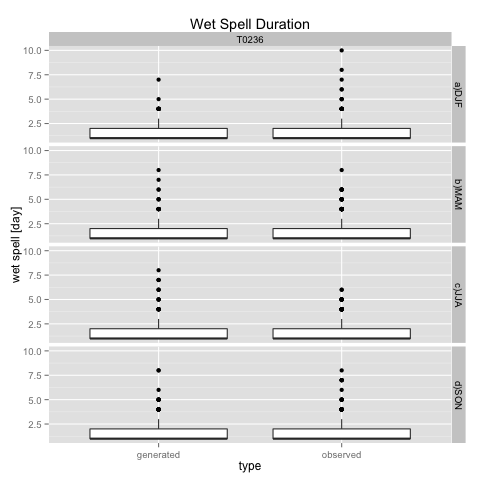 Wet Spell Duration
T0236
10.0
7.5
5.0
2.5
a)DJF
10.0
7.5
5.0
2.5
b)MAM
10.0
7.5
5.0
2.5
c)JJA
10.0
7.5
5.0
2.5
d)SON
wet spell [day]
generated
observed
type